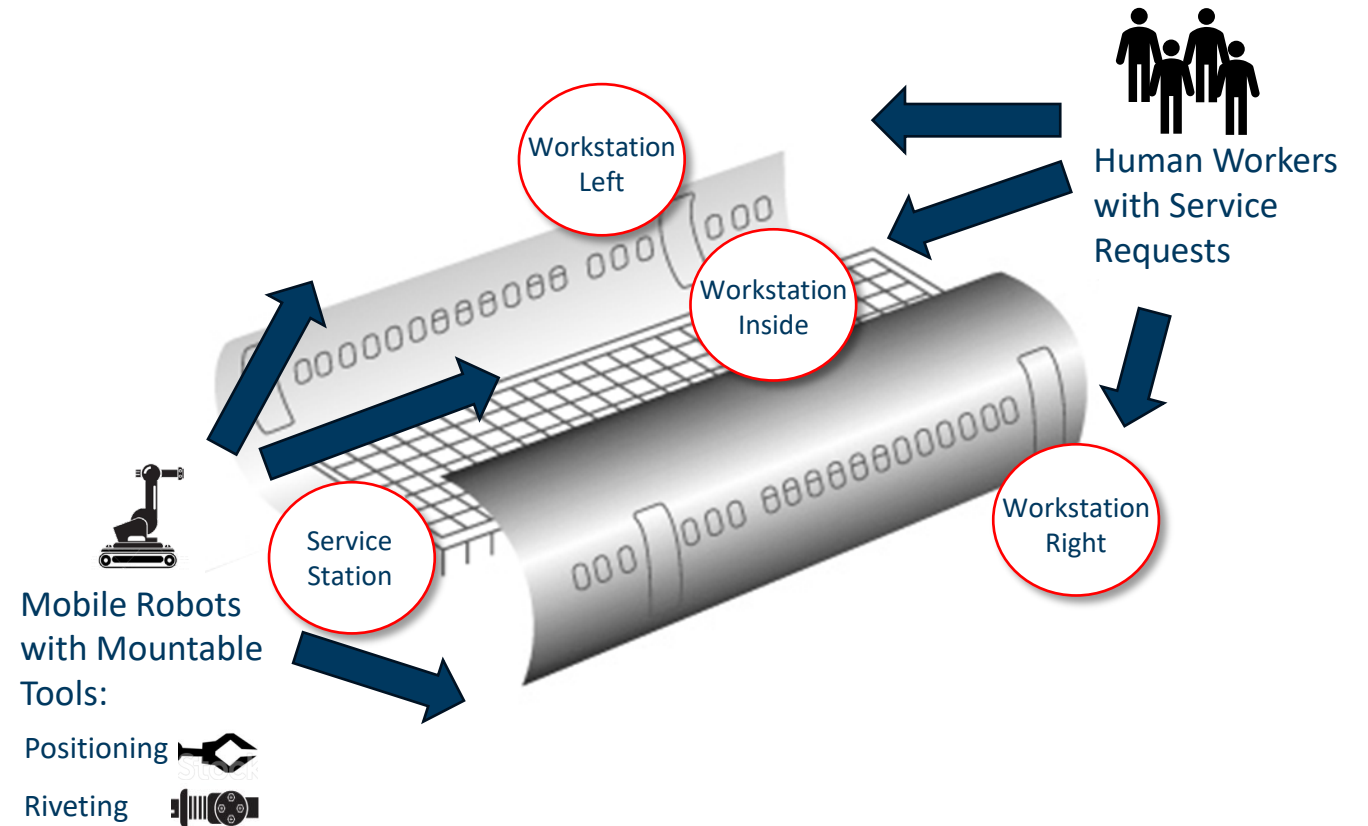 Workstation
Left
Workstation
Inside
Human Workers
with Service
Requests
Service
Station
Workstation
Right
Mobile Robots
with Mountable
Tools:
Positioning
Riveting